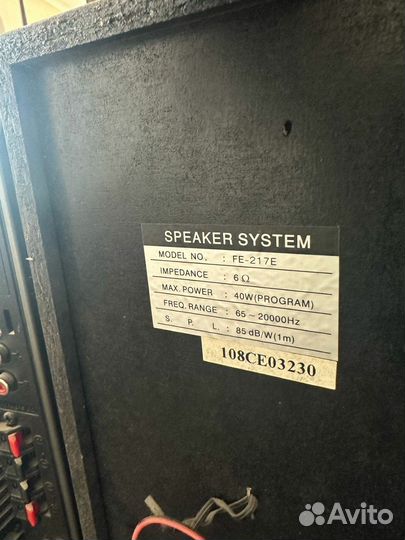 SPEAKER SYSTEM
MODEL NO. : FE-217E
IMPEDANCE : 6 Ω
MAX. POWER : 40W(PROGRAM)
FREQ. RANGE : 65 ~ 20000Hz
S. P. L. : 85 dB/W(1m)
108CE03230
Avito